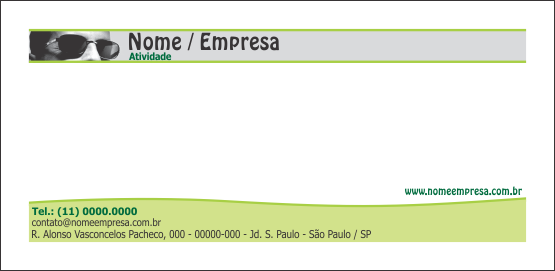 Nome / Empresa
Atividade
www.nomeempresa.com.br
Tel.: (11) 0000.0000
contato@nomeempresa.com.br
R. Alonso Vasconcelos Pacheco, 000 - 00000-000 - Jd. S. Paulo - São Paulo / SP